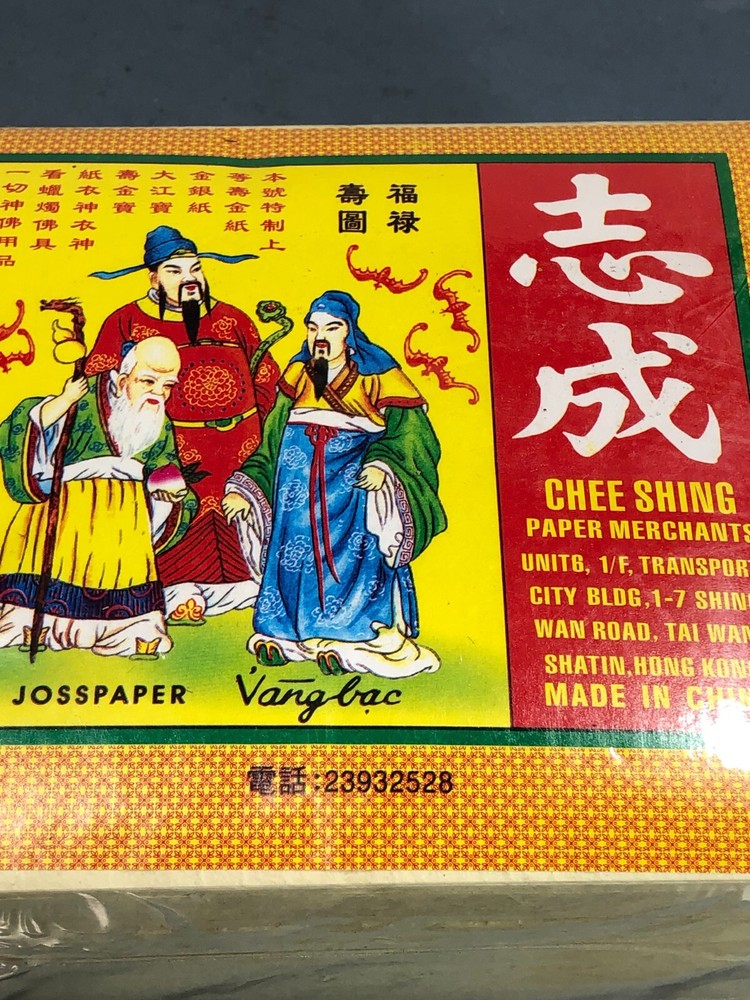 本號特制上
等壽金紙
金銀紙
大江寶
壽金寶
紙衣神衣神
看蠟燭佛具
一切神佛用品
福禄
壽圖
志成
CHEE SHING
PAPER MERCHANTS
UNIT6, 1/F, TRANSPOR
CITY BLDG,1-7 SHIN
WAN ROAD, TAI WAI
SHATIN,HONG KON
MADE IN CHIN
JOSSPAPER
Vàng bạc
電話:23932528